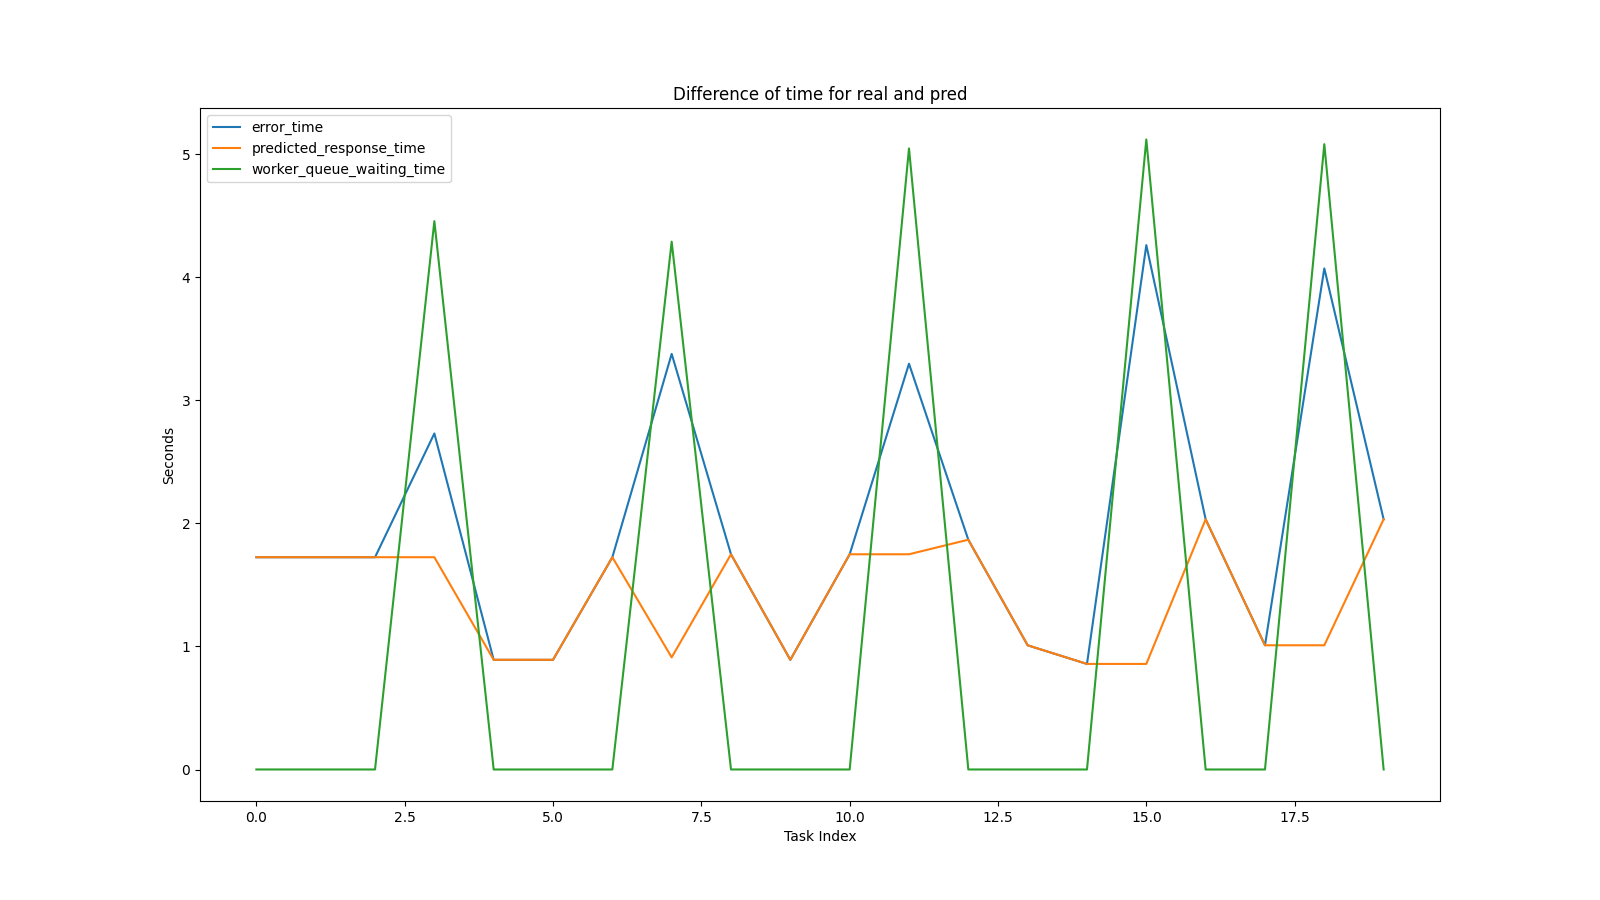 Difference of time for real and pred
error_time
predicted_response_time
worker_queue_waiting_time
5
4
3
2
1
0
Seconds
0.0 2.5 5.0 7.5 10.0 12.5 15.0 17.5
Task Index